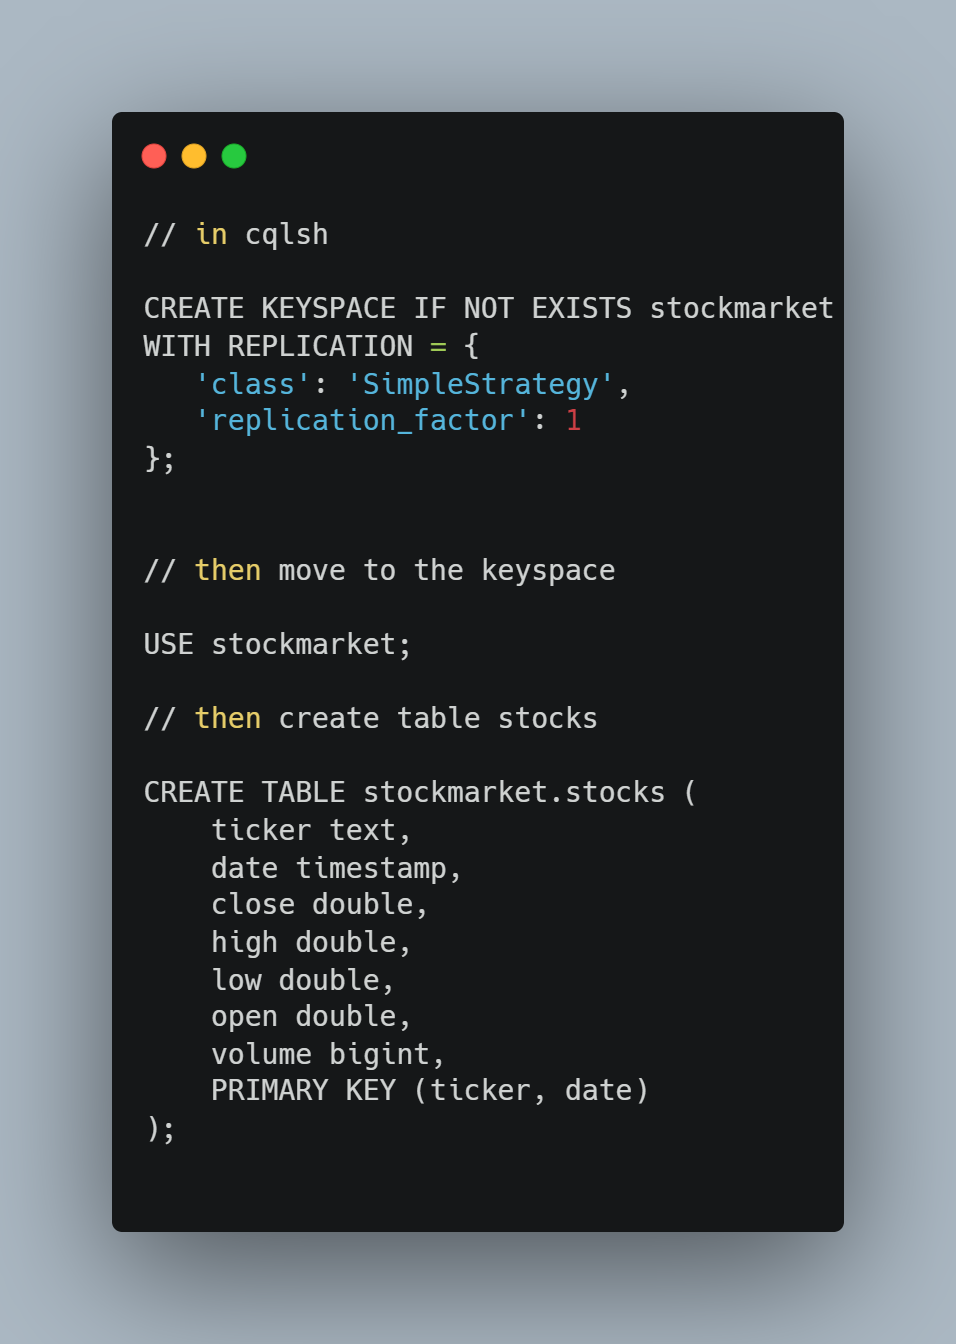 // in cqlsh
CREATE KEYSPACE IF NOT EXISTS stockmarket
WITH REPLICATION = {
   'class': 'SimpleStrategy',
   'replication_factor': 1
};
// then move to the keyspace
USE stockmarket;
// then create table stocks
CREATE TABLE stockmarket.stocks (
    ticker text,
    date timestamp,
    close double,
    high double,
    low double,
    open double,
    volume bigint,
    PRIMARY KEY (ticker, date)
);